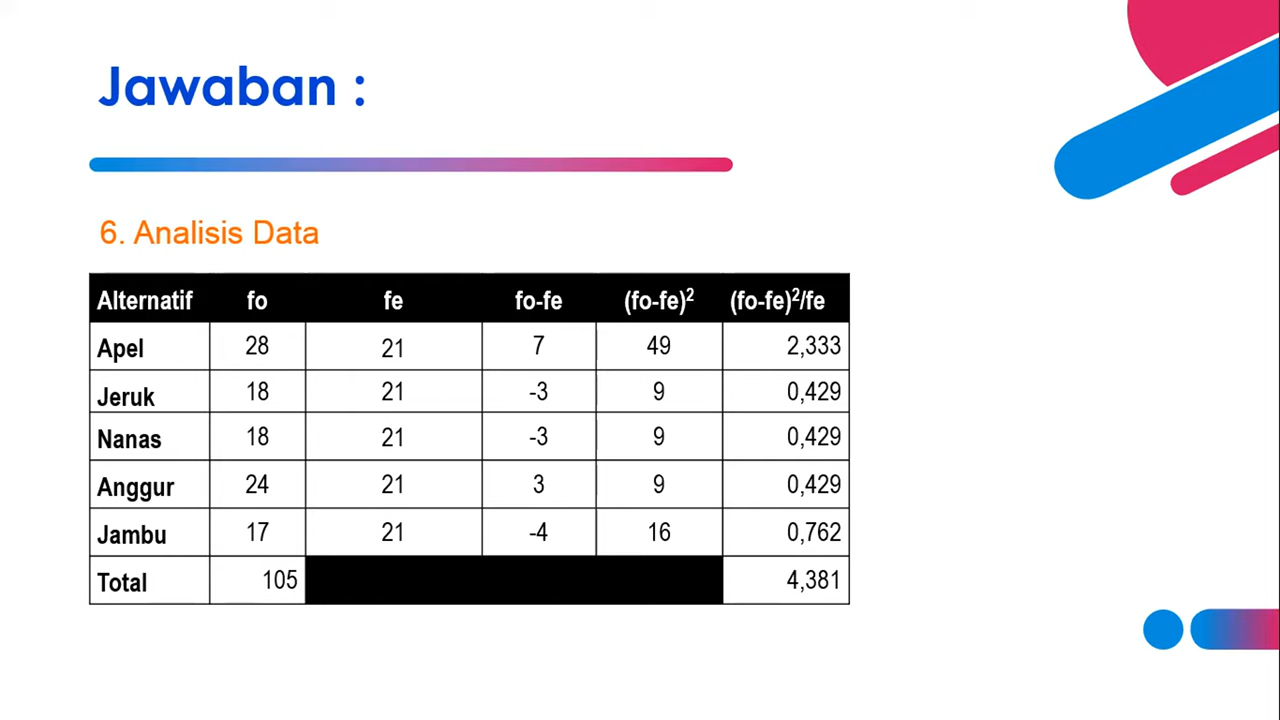 Jawaban :
6. Analisis Data
Alternatif fo fe fo-fe (fo-fe)² (fo-fe)²/fe
Apel 28 21 7 49 2,333
Jeruk 18 21 -3 9 0,429
Nanas 18 21 -3 9 0,429
Anggur 24 21 3 9 0,429
Jambu 17 21 -4 16 0,762
Total 105 4,381